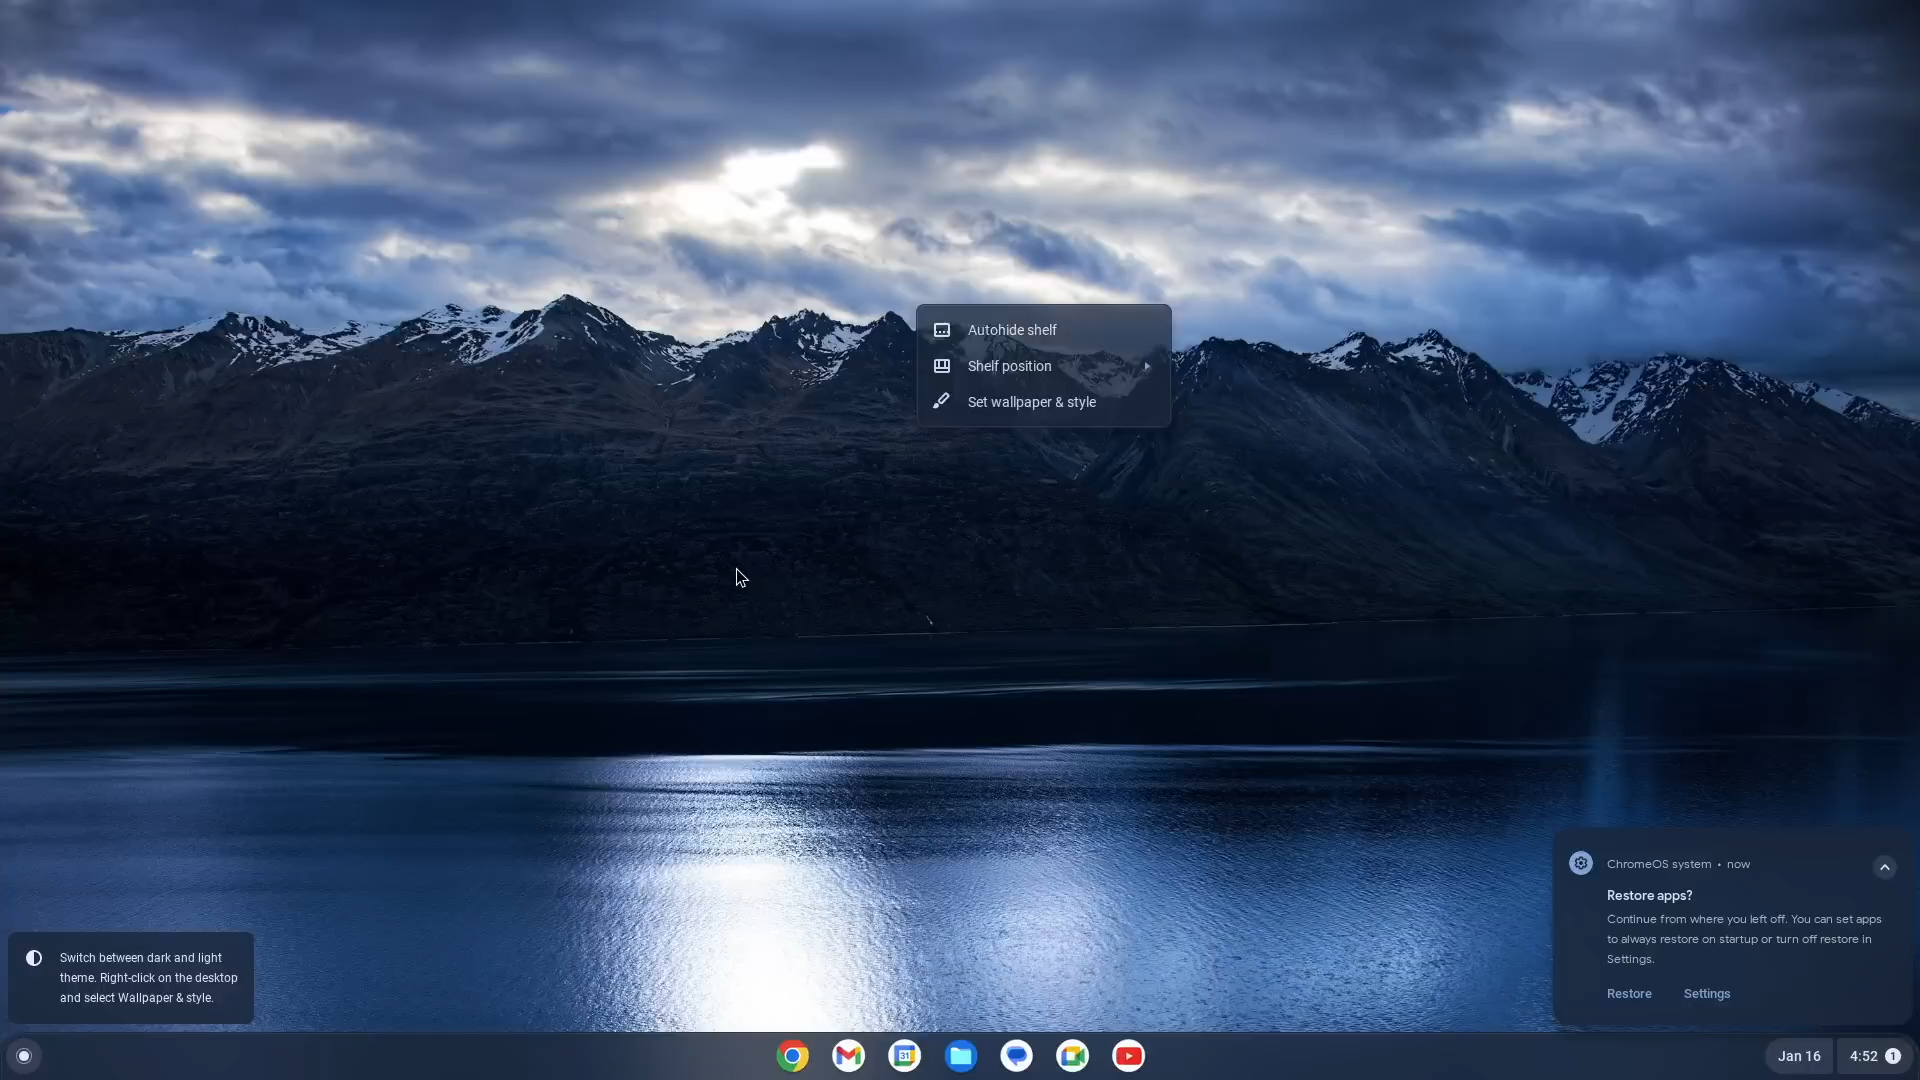 Autohide shelf
Shelf position
Set wallpaper & style
ChromeOS system • now
Restore apps?
Continue from where you left off. You can set apps
to always restore on startup or turn off restore in
Settings.
Restore Settings
Switch between dark and light
theme. Right-click on the desktop
and select Wallpaper & style.
31
Jan 16 4:52 1